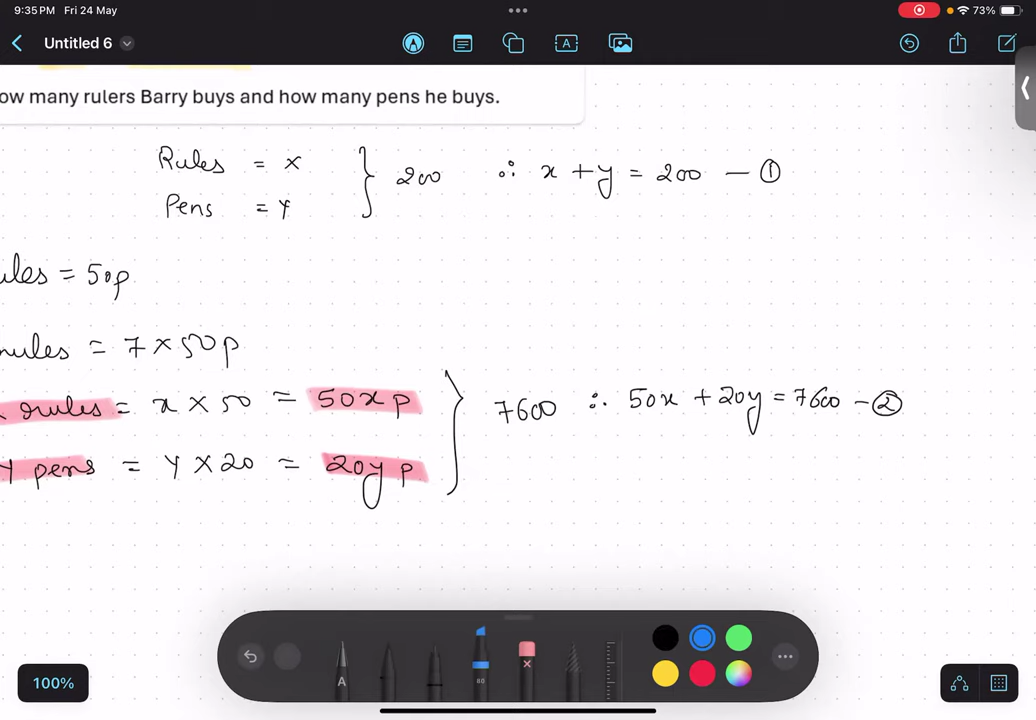 9:35 PM Fri 24 May
73%
Untitled 6
ow many rulers Barry buys and how many pens he buys.
Rules = x
Pens = y
} 200 ∴ x + y = 200 — ①
ules = 50p
rules = 7 × 50p
rules = x × 50 = 50x p
y pens = y × 20 = 20y p
} 7600 ∴ 50x + 20y = 7600 — ②
A
80
100%